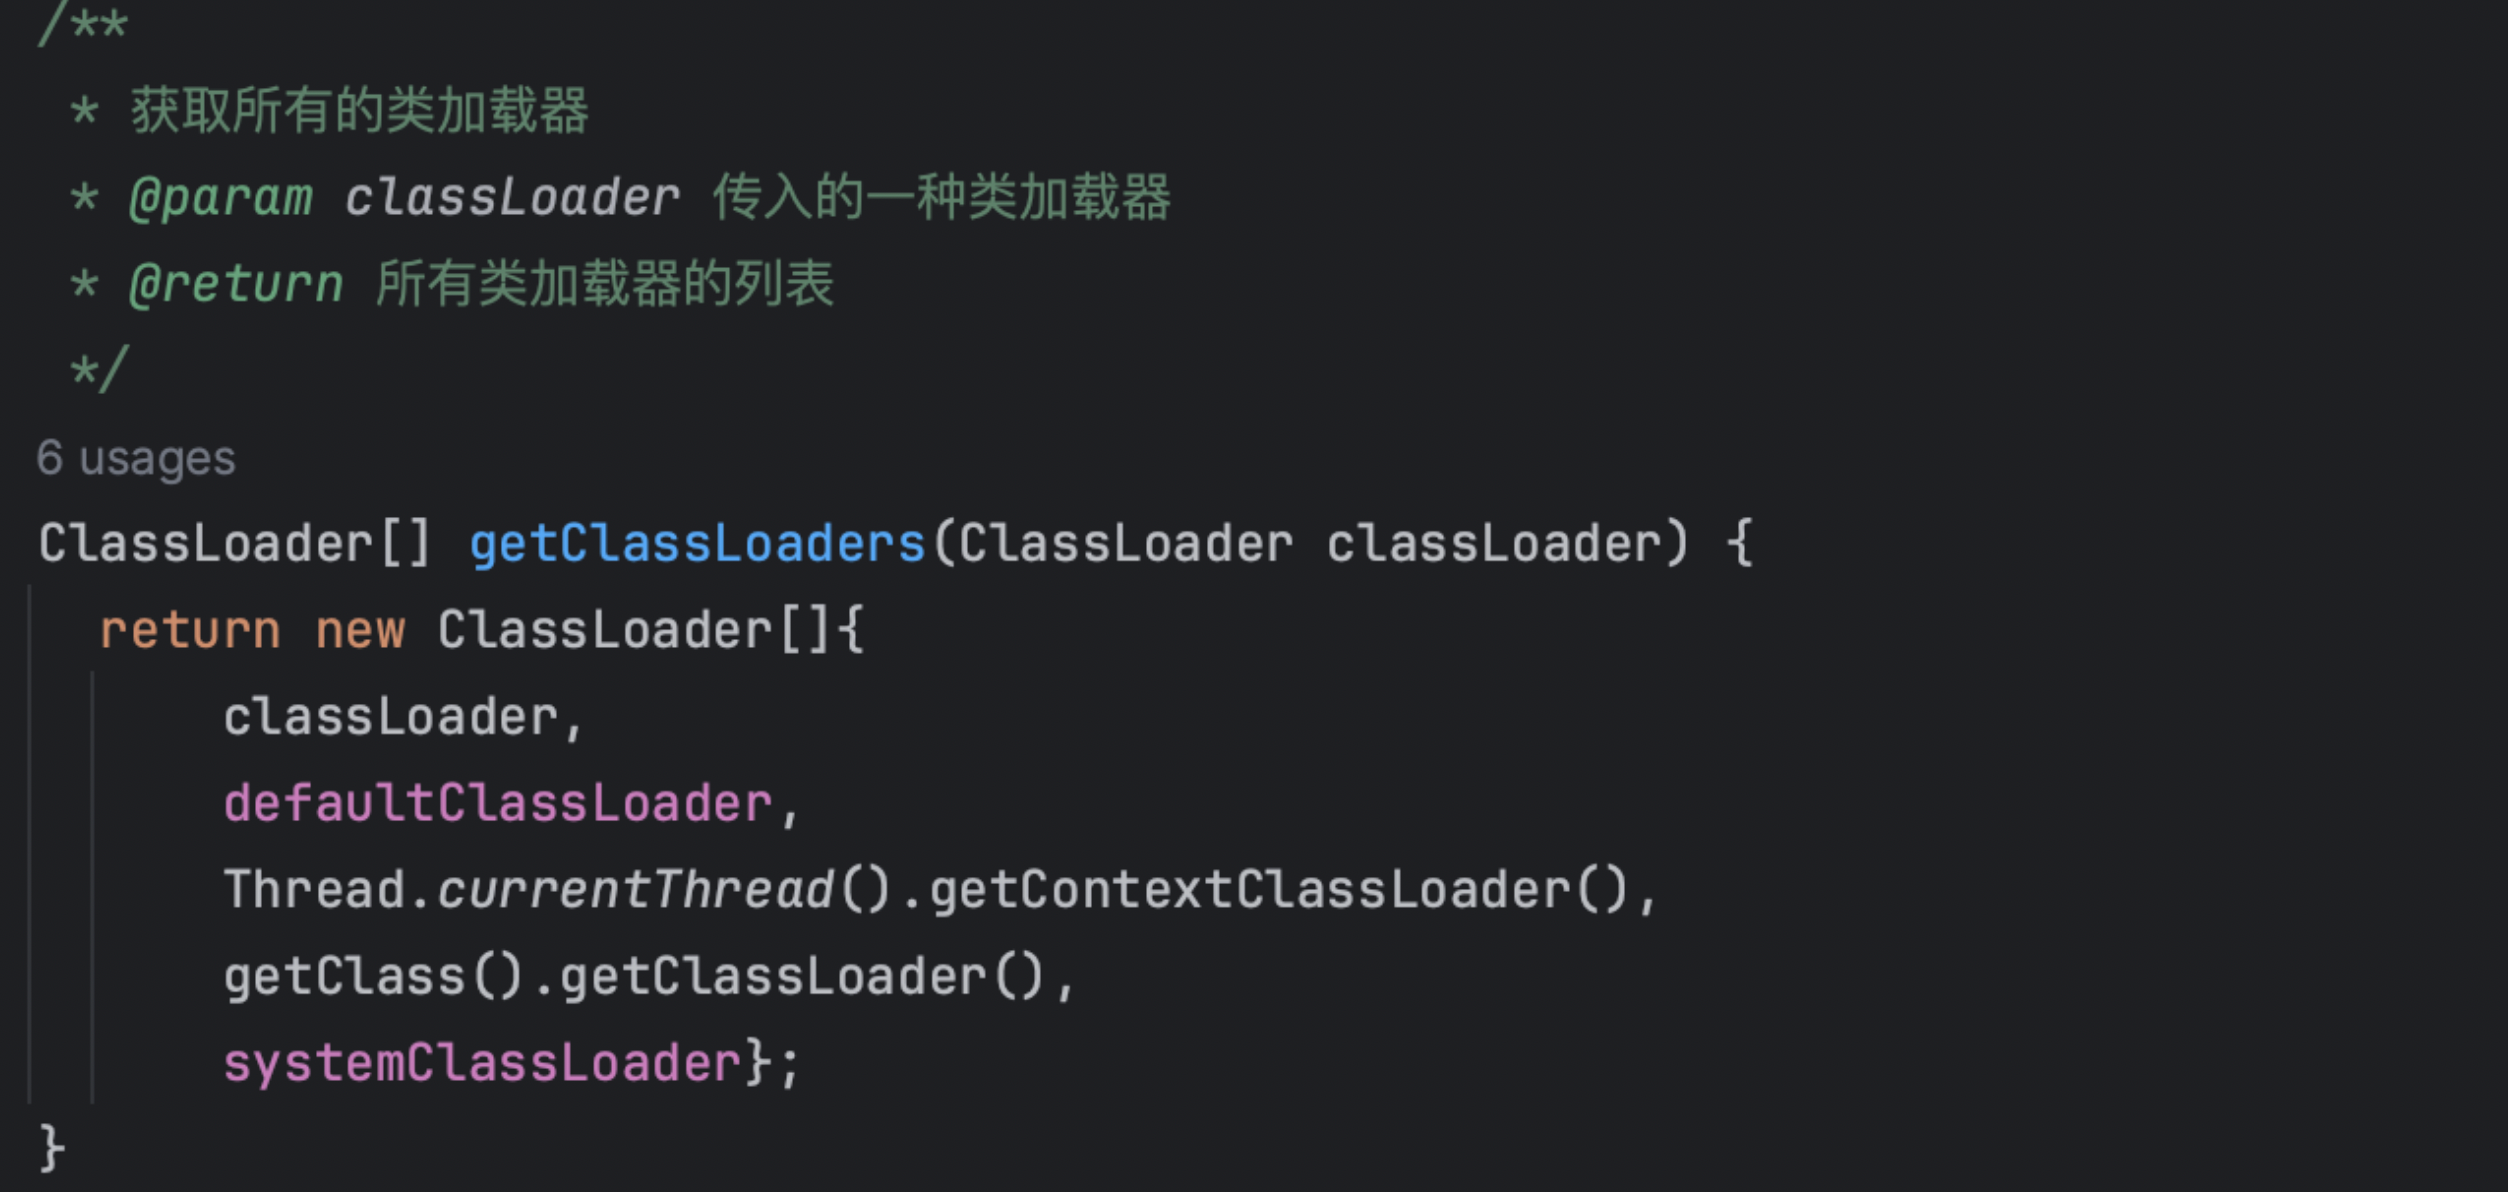 /**
 * 获取所有的类加载器
 * @param classLoader 传入的一种类加载器
 * @return 所有类加载器的列表
 */
6 usages
ClassLoader[] getClassLoaders(ClassLoader classLoader) {
  return new ClassLoader[]{
      classLoader,
      defaultClassLoader,
      Thread.currentThread().getContextClassLoader(),
      getClass().getClassLoader(),
      systemClassLoader};
}